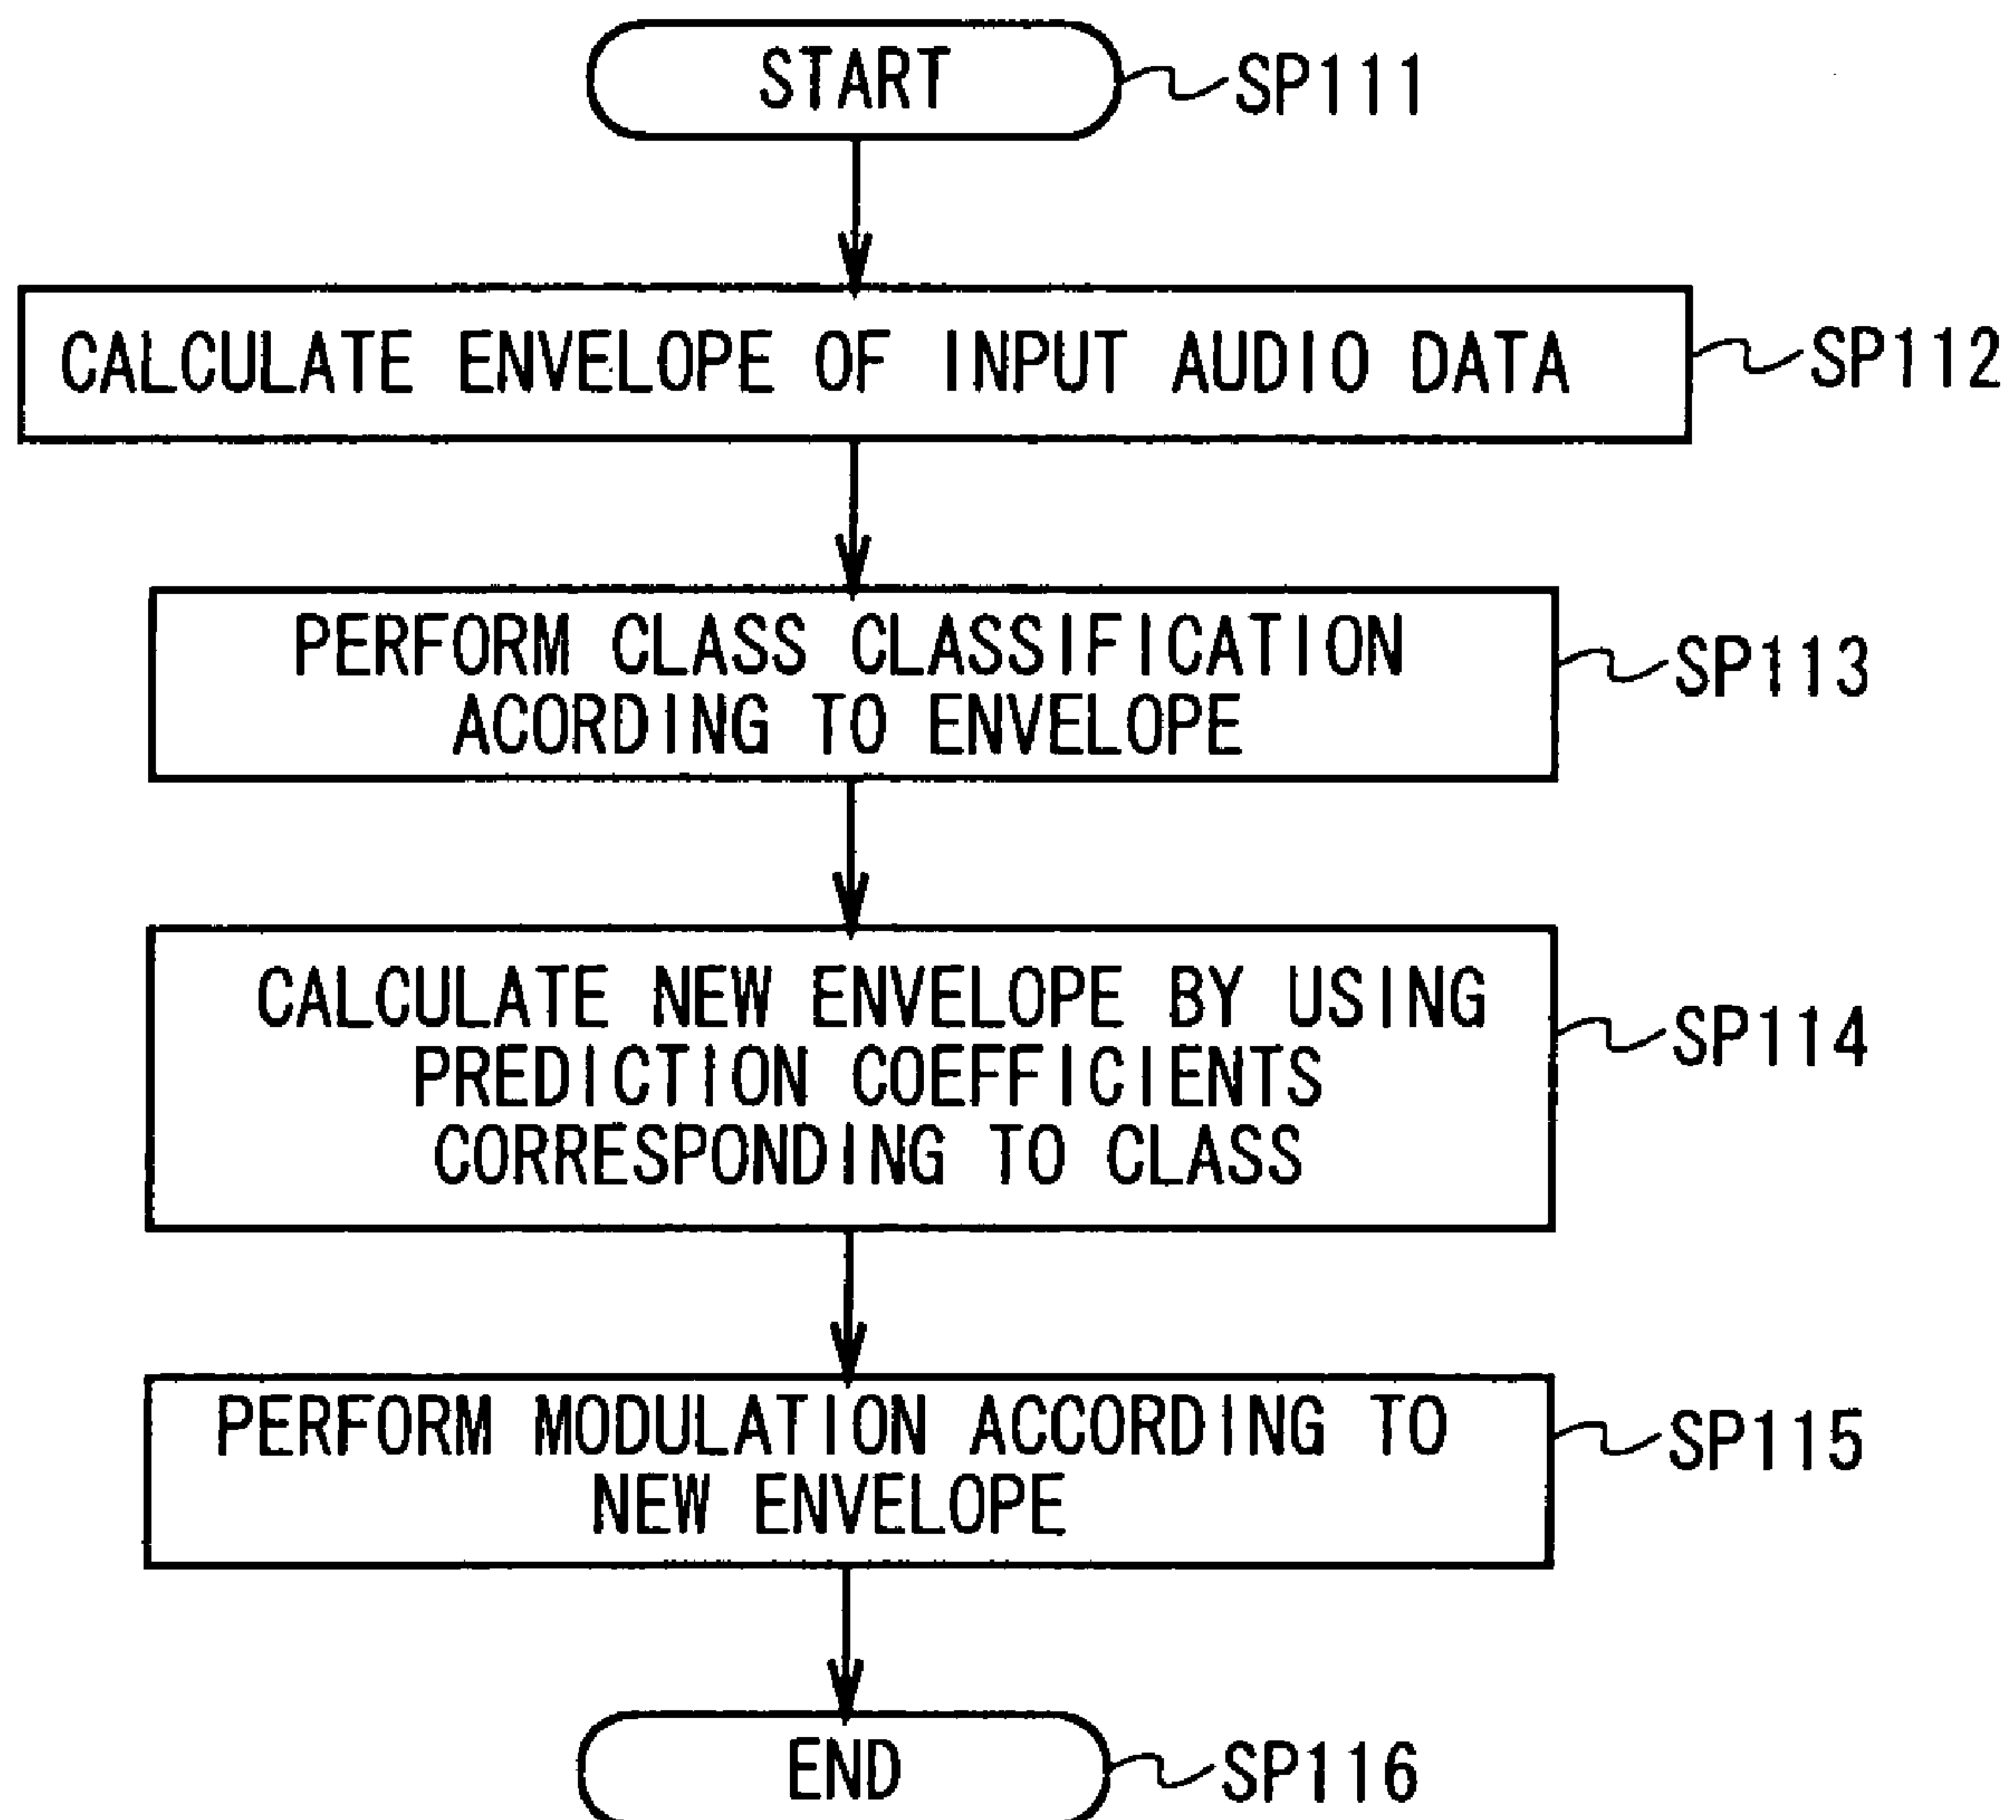 START
SP111
CALCULATE ENVELOPE OF INPUT AUDIO DATA
SP112
PERFORM CLASS CLASSIFICATION
ACORDING TO ENVELOPE
SP113
CALCULATE NEW ENVELOPE BY USING
PREDICTION COEFFICIENTS
CORRESPONDING TO CLASS
SP114
PERFORM MODULATION ACCORDING TO
NEW ENVELOPE
SP115
END
SP116